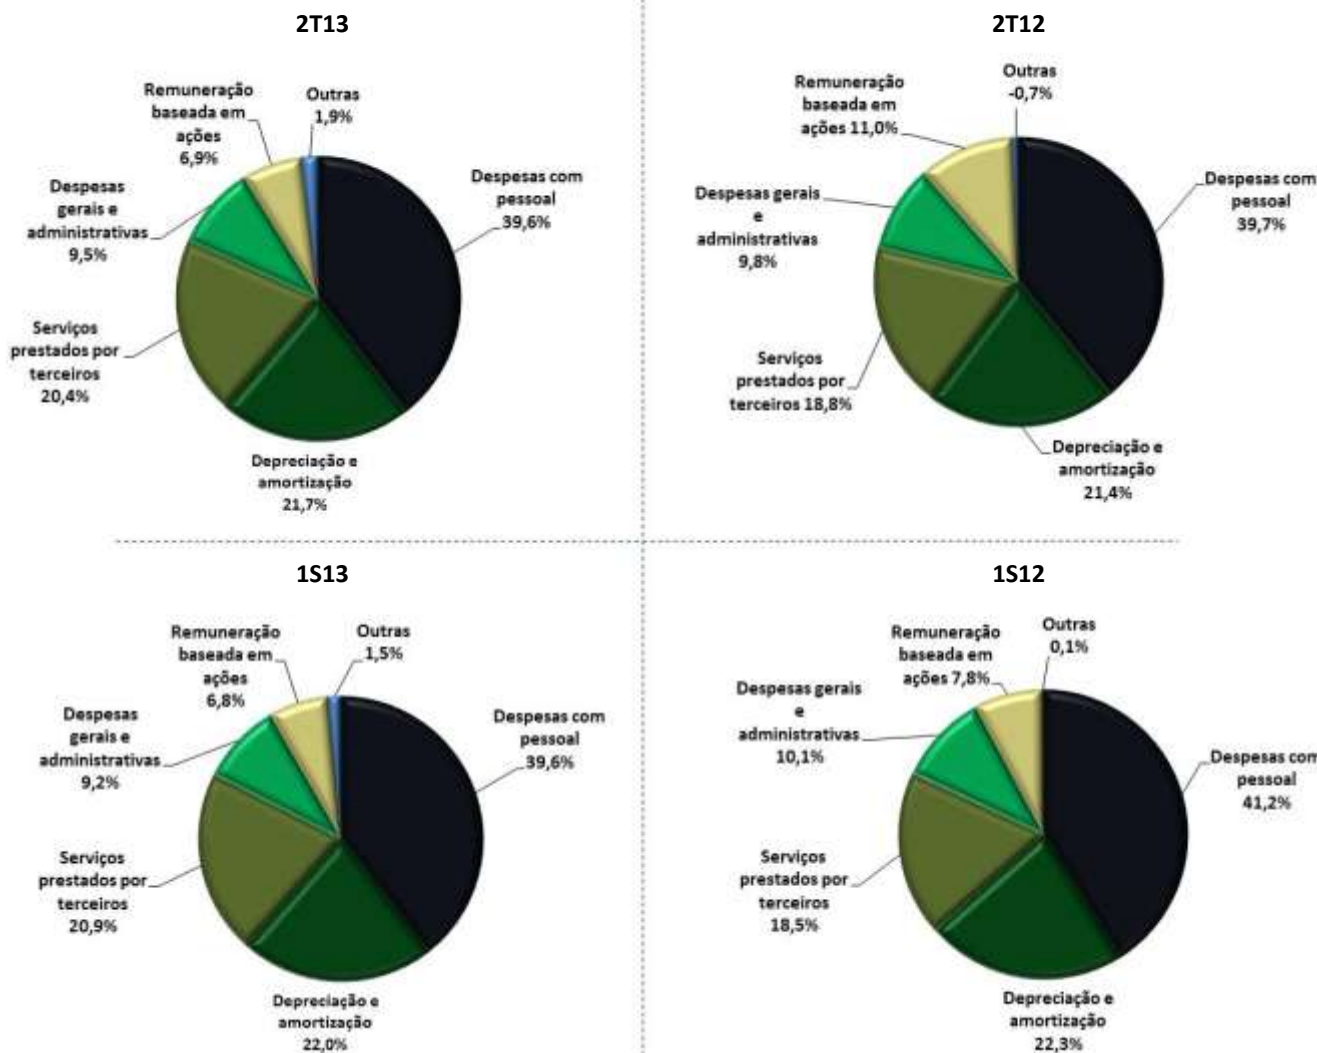 2T13
Remuneração
baseada em
ações
6,9%
Outras
1,9%
Despesas com
pessoal
39,6%
Despesas
gerais e
administrativas
9,5%
Serviços
prestados por
terceiros
20,4%
Depreciação e
amortização
21,7%
2T12
Remuneração
baseada em
ações 11,0%
Outras
-0,7%
Despesas com
pessoal
39,7%
Despesas gerais
e
administrativas
9,8%
Serviços
prestados por
terceiros 18,8%
Depreciação e
amortização
21,4%
1S13
Remuneração
baseada em
ações
6,8%
Outras
1,5%
Despesas com
pessoal
39,6%
Despesas
gerais e
administrativas
9,2%
Serviços
prestados por
terceiros
20,9%
Depreciação e
amortização
22,0%
1S12
Remuneração
baseada em
ações 7,8%
Outras
0,1%
Despesas com
pessoal
41,2%
Despesas gerais
e
administrativas
10,1%
Serviços
prestados por
terceiros
18,5%
Depreciação e
amortização
22,3%